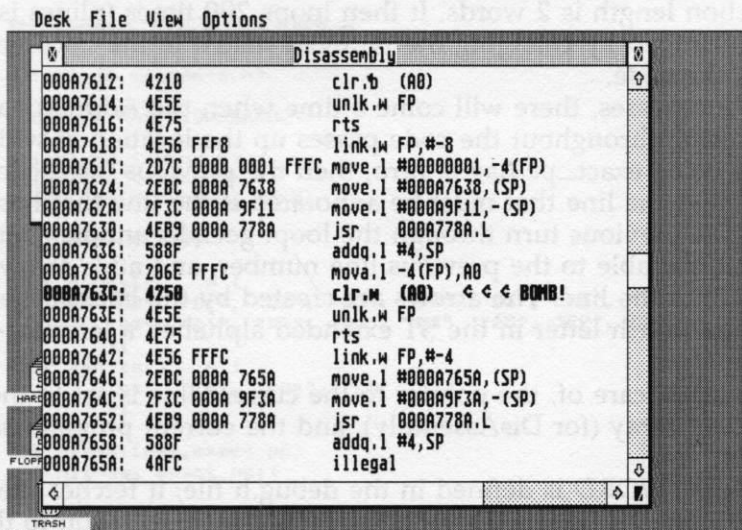 Desk File View Options
Disassembly
000A7612: 4210 clr.b (A0)
000A7614: 4E5E unlk.w FP
000A7616: 4E75 rts
000A7618: 4E56 FFF8 link.w FP,#-8
000A761C: 2D7C 0000 0001 FFFC move.l #00000001,-4(FP)
000A7624: 2EBC 000A 7638 move.l #000A7638,(SP)
000A762A: 2F3C 000A 9F11 move.l #000A9F11,-(SP)
000A7630: 4EB9 000A 778A jsr 000A778A.L
000A7636: 588F addq.l #4,SP
000A7638: 206E FFFC movea.l -4(FP),A0
000A763C: 4250 clr.w (A0) < < < BOMB!
000A763E: 4E5E unlk.w FP
000A7640: 4E75 rts
000A7642: 4E56 FFFC link.w FP,#-4
000A7646: 2EBC 000A 765A move.l #000A765A,(SP)
000A764C: 2F3C 000A 9F3A move.l #000A9F3A,-(SP)
000A7652: 4EB9 000A 778A jsr 000A778A.L
000A7658: 588F addq.l #4,SP
000A765A: 4AFC illegal
HARD
FLOPP
TRASH